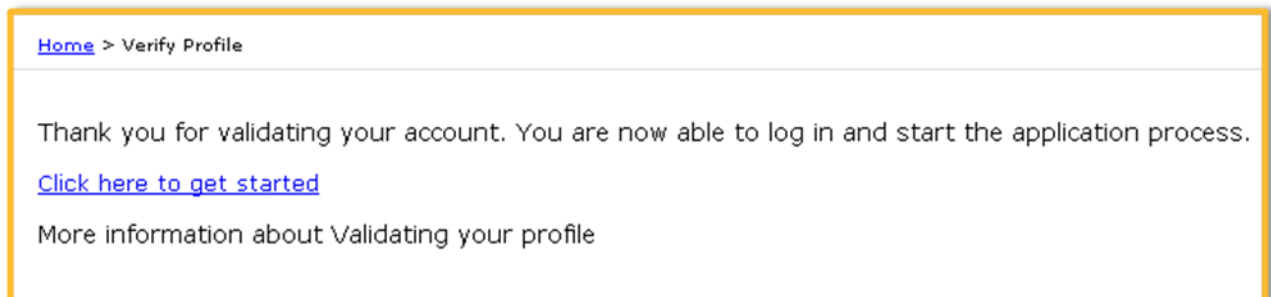 Home > Verify Profile
Thank you for validating your account. You are now able to log in and start the application process.
Click here to get started
More information about Validating your profile